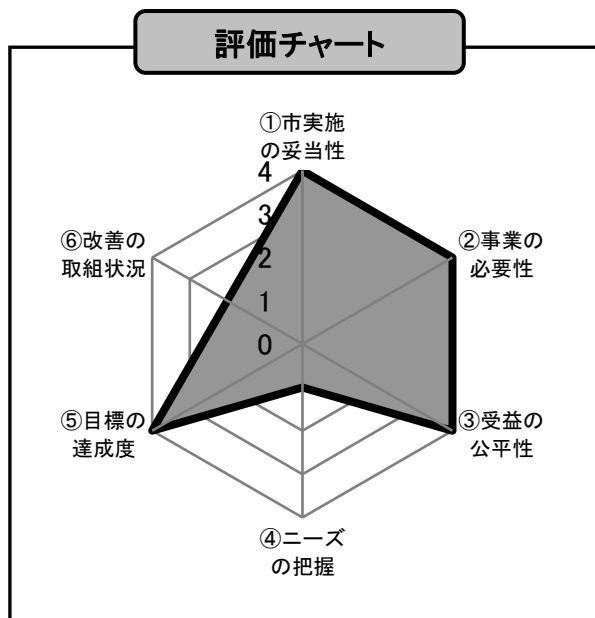 評価チャート
①市実施
の妥当性
4
3
2
1
0
②事業の
必要性
③受益の
公平性
④ニーズ
の把握
⑤目標の
達成度
⑥改善の
取組状況